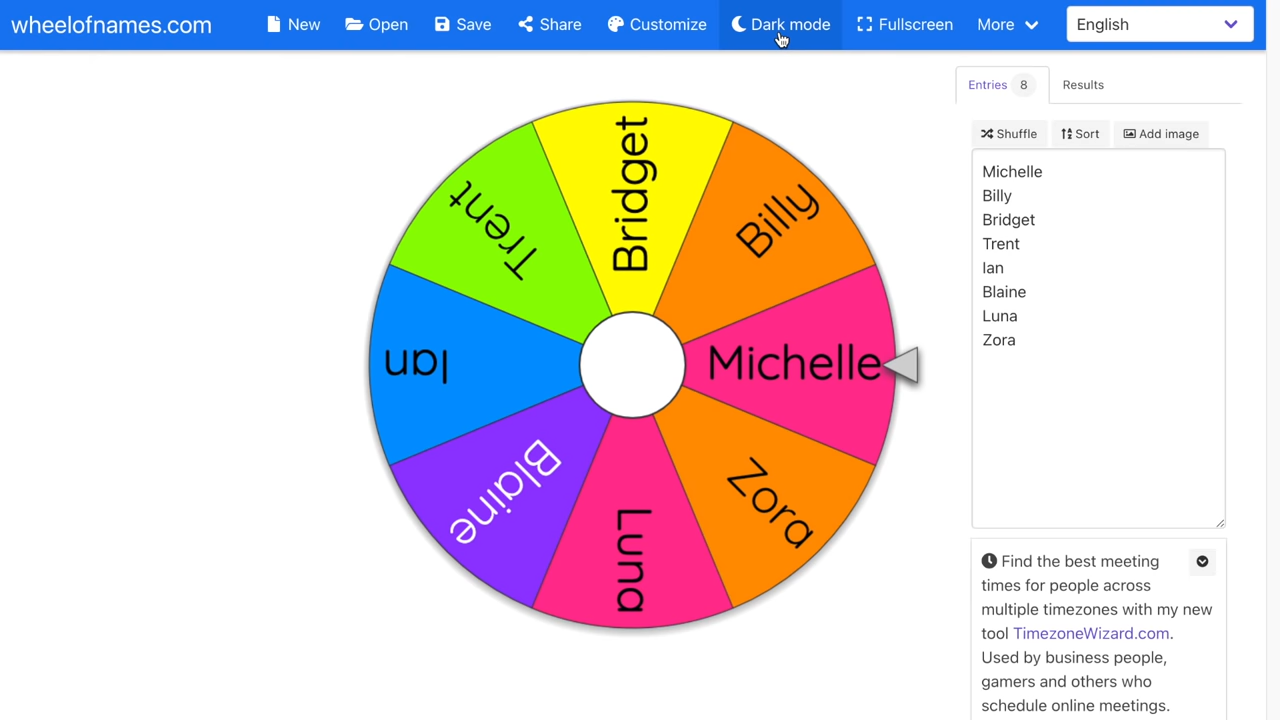 wheelofnames.com
New
Open
Save
Share
Customize
Dark mode
Fullscreen
More
English
Entries 8
Results
Shuffle
Sort
Add image
Michelle
Billy
Bridget
Trent
Ian
Blaine
Luna
Zora
Bridget
Billy
Michelle
Zora
Luna
Blaine
Ian
Trent
Find the best meeting
times for people across
multiple timezones with my new
tool TimezoneWizard.com.
Used by business people,
gamers and others who
schedule online meetings.